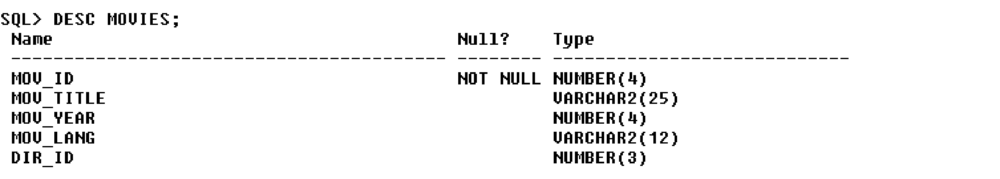 SQL> DESC MOVIES;
 Name                                      Null?    Type
 ----------------------------------------- -------- ----------------------------
 MOV_ID                                    NOT NULL NUMBER(4)
 MOV_TITLE                                          VARCHAR2(25)
 MOV_YEAR                                           NUMBER(4)
 MOV_LANG                                           VARCHAR2(12)
 DIR_ID                                             NUMBER(3)